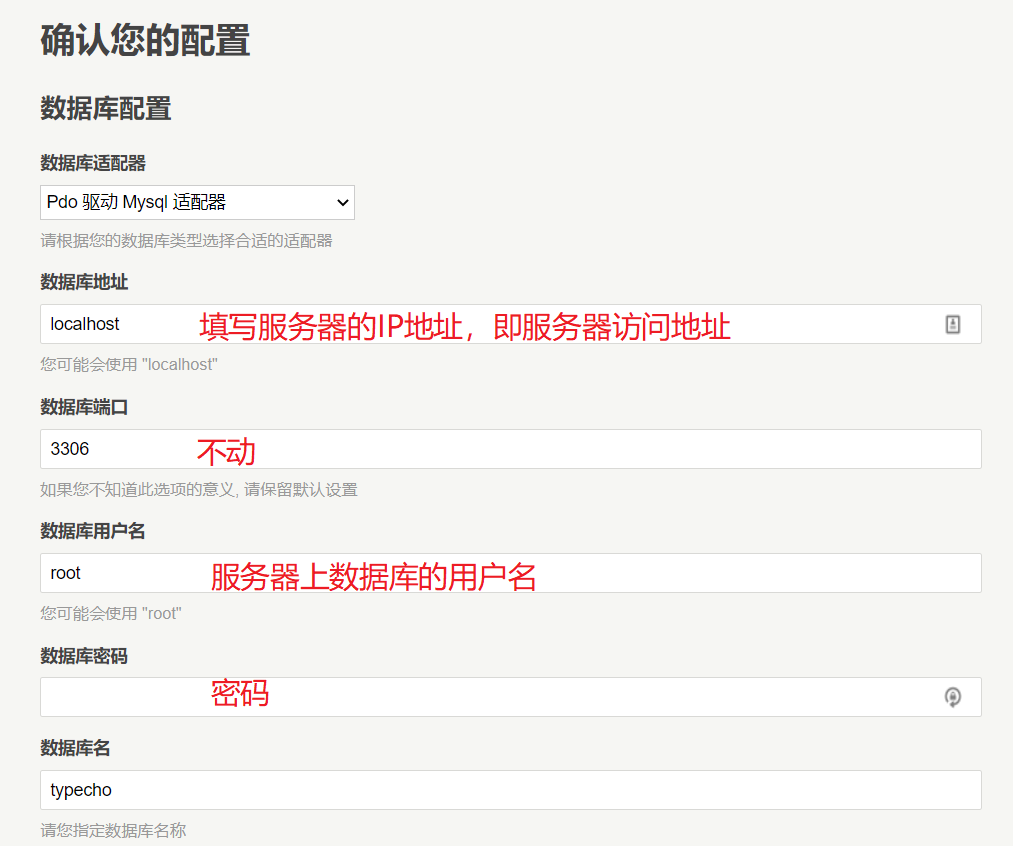 确认您的配置
数据库配置
数据库适配器
Pdo 驱动 Mysql 适配器
请根据您的数据库类型选择合适的适配器
数据库地址
localhost 填写服务器的IP地址，即服务器访问地址
您可能会使用 "localhost"
数据库端口
3306 不动
如果您不知道此选项的意义, 请保留默认设置
数据库用户名
root 服务器上数据库的用户名
您可能会使用 "root"
数据库密码
密码
数据库名
typecho
请您指定数据库名称